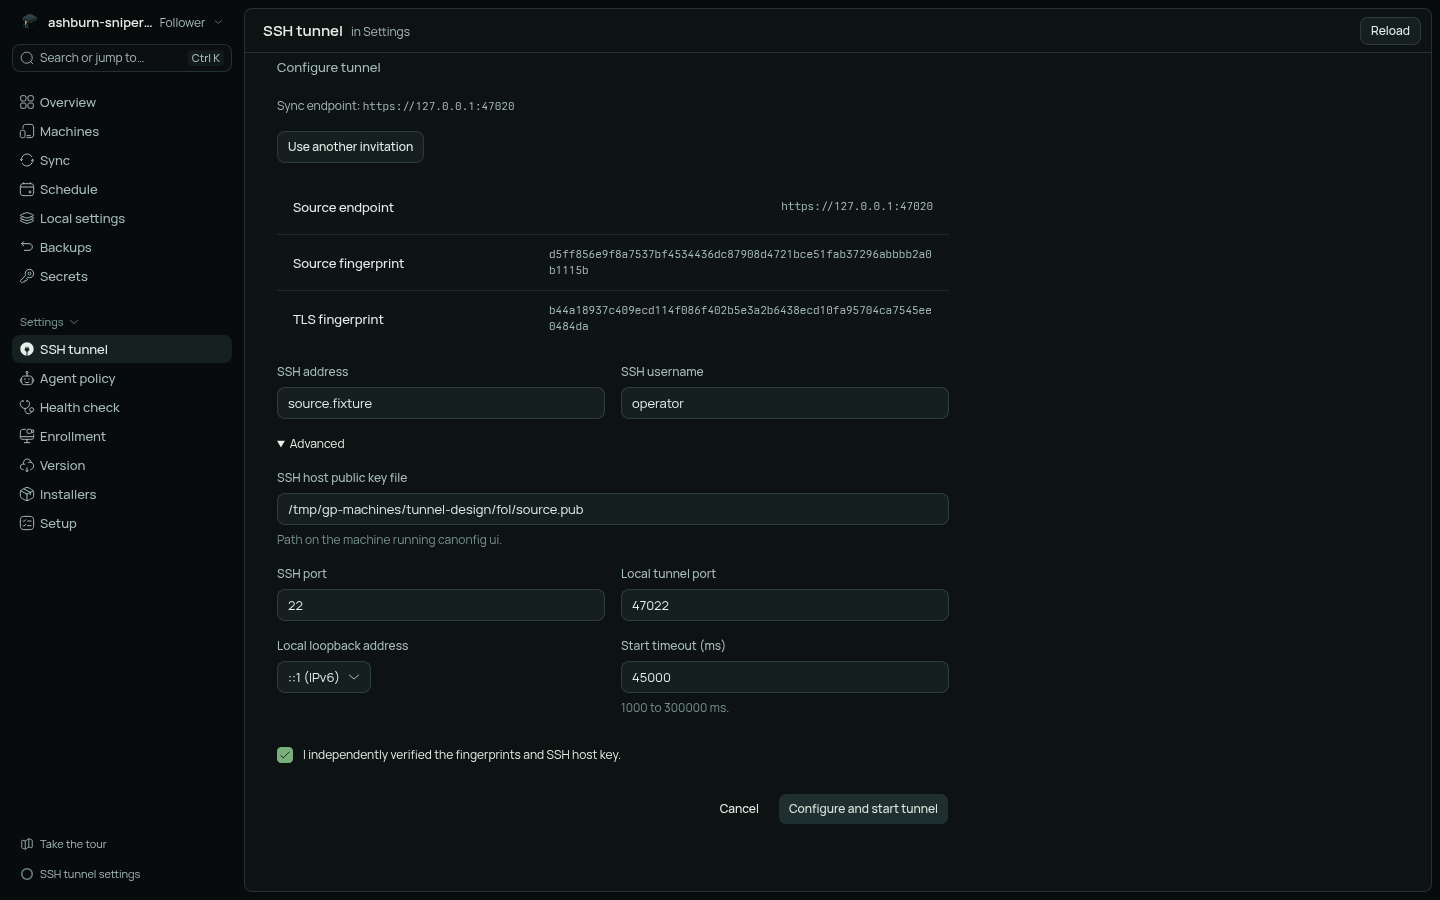 ashburn-sniper... Follower
Search or jump to... Ctrl K
Overview
Machines
Sync
Schedule
Local settings
Backups
Secrets
Settings
SSH tunnel
Agent policy
Health check
Enrollment
Version
Installers
Setup
Take the tour
SSH tunnel settings
SSH tunnel in Settings
Reload
Configure tunnel
Sync endpoint: https://127.0.0.1:47020
Use another invitation
Source endpoint https://127.0.0.1:47020
Source fingerprint d5ff856e9f8a7537bf4534436dc87908d4721bce51fab37296abbbb2a0
b1115b
TLS fingerprint b44a18937c409ecd114f086f402b5e3a2b6438ecd10fa95704ca7545ee
0484da
SSH address SSH username
source.fixture operator
Advanced
SSH host public key file
/tmp/gp-machines/tunnel-design/fol/source.pub
Path on the machine running canonfig ui.
SSH port Local tunnel port
22 47022
Local loopback address Start timeout (ms)
::1 (IPv6) 45000
1000 to 300000 ms.
I independently verified the fingerprints and SSH host key.
Cancel Configure and start tunnel